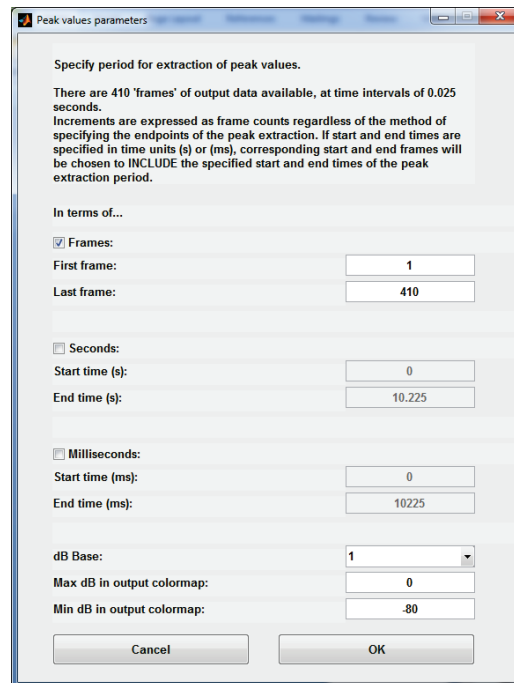 Peak values parameters
References
Specify period for extraction of peak values.
There are 410 'frames' of output data available, at time intervals of 0.025
seconds.
Increments are expressed as frame counts regardless of the method of
specifying the endpoints of the peak extraction. If start and end times are
specified in time units (s) or (ms), corresponding start and end frames will
be chosen to INCLUDE the specified start and end times of the peak
extraction period.
In terms of...
Frames:
First frame: 1
Last frame: 410
Seconds:
Start time (s): 0
End time (s): 10.225
Milliseconds:
Start time (ms): 0
End time (ms): 10225
dB Base: 1
Max dB in output colormap: 0
Min dB in output colormap: -80
Cancel OK